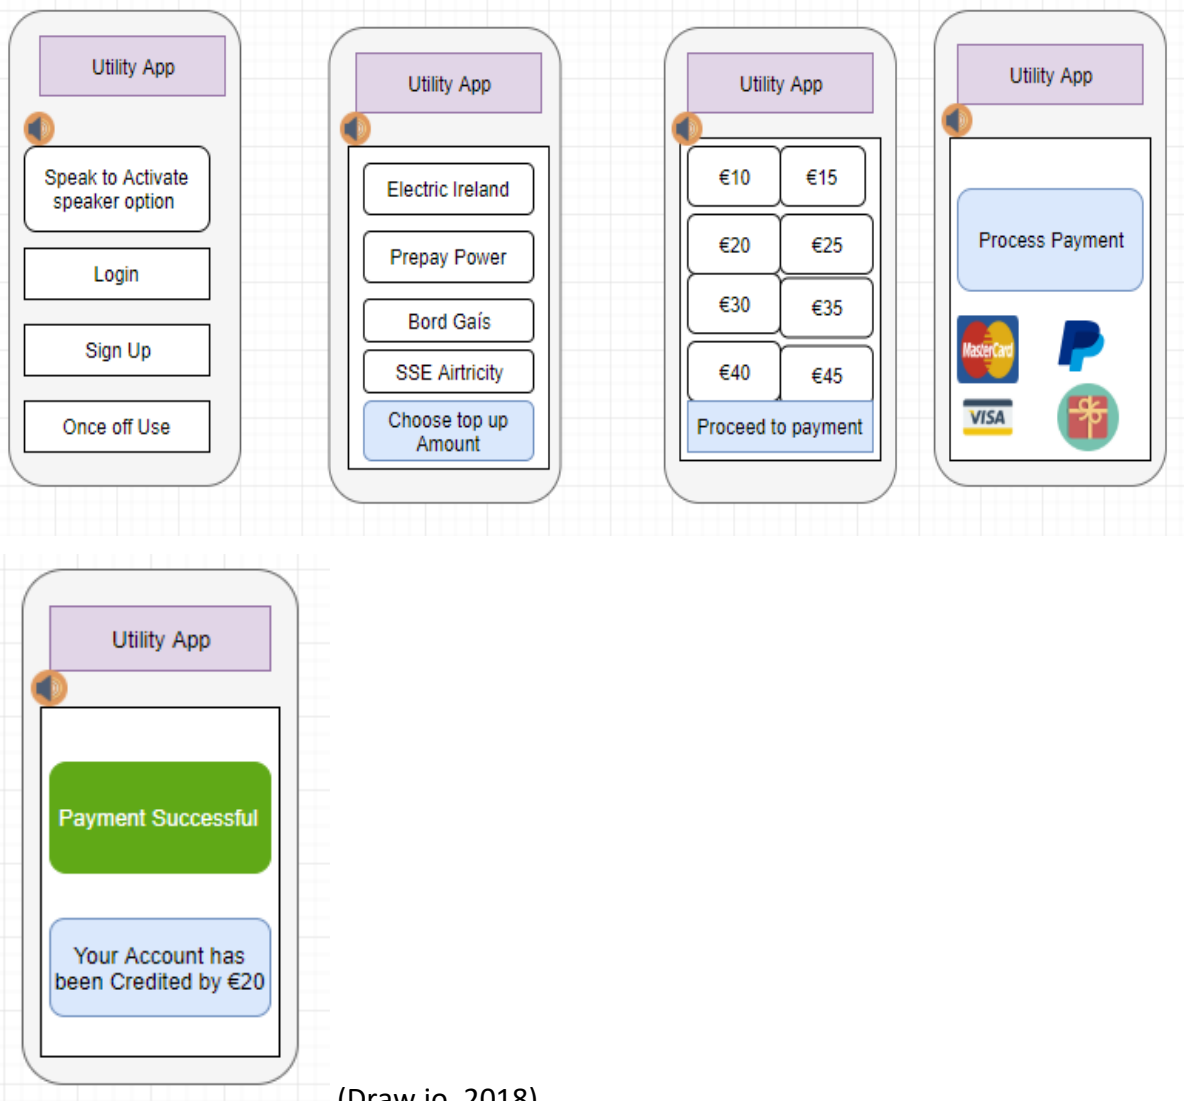 Utility App
Speak to Activate
speaker option
Login
Sign Up
Once off Use
Utility App
Electric Ireland
Prepay Power
Bord Gaís
SSE Airtricity
Choose top up
Amount
Utility App
€10 €15
€20 €25
€30 €35
€40 €45
Proceed to payment
Utility App
Process Payment
MasterCard
VISA
Utility App
Payment Successful
Your Account has
been Credited by €20
(Draw.io, 2018)